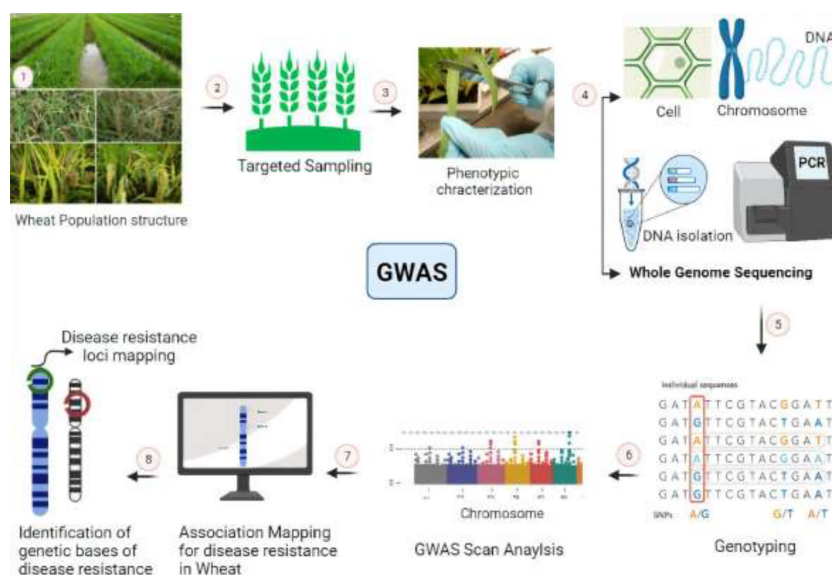 1
Wheat Population structure
2
Targeted Sampling
3
Phenotypic
chracterization
4
Cell
Chromosome
DNA
PCR
DNA isolation
Whole Genome Sequencing
GWAS
5
Individual sequences
GATATTCGTACGGATT
GATGTTCGTACTGAAT
GATATTCGTACGGATT
GATATTCGTACGGAAT
GATGTTCGTACTGAAT
GATGTTCGTACTGAAT
SNPs
A/G
G/T
A/T
Genotyping
6
Chromosome
GWAS Scan Anaylsis
7
Association Mapping
for disease resistance
in Wheat
8
Disease resistance
loci mapping
Identification of
genetic bases of
disease resistance